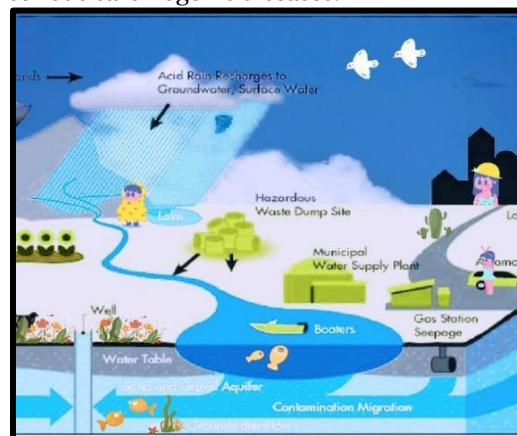 Acid Rain Recharges to
Groundwater, Surface Water
Lake
Hazardous
Waste Dump Site
Municipal
Water Supply Plant
Gas Station
Seepage
Well
Boaters
Water Table
Sand and Gravel Aquifer
Contamination Migration
Groundwater Flow